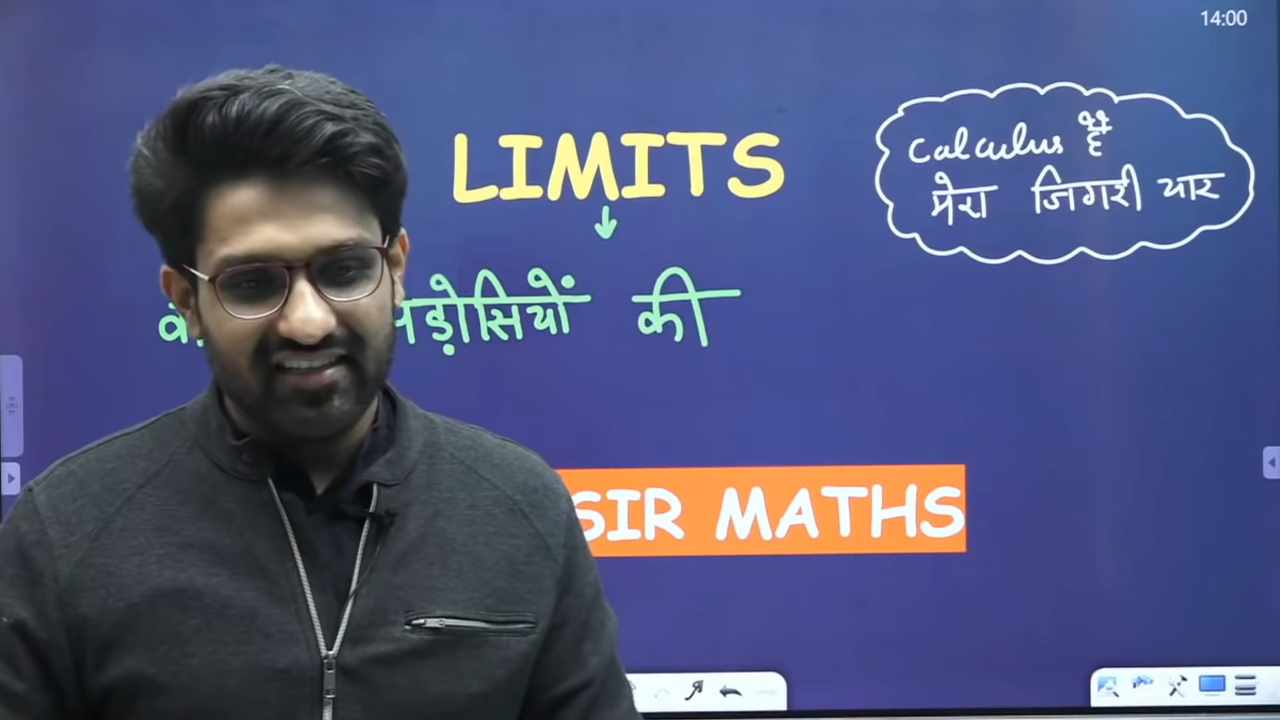 14:00
LIMITS
Calculus है
मेरा जिगरी यार
पड़ोसियों की
SIR MATHS